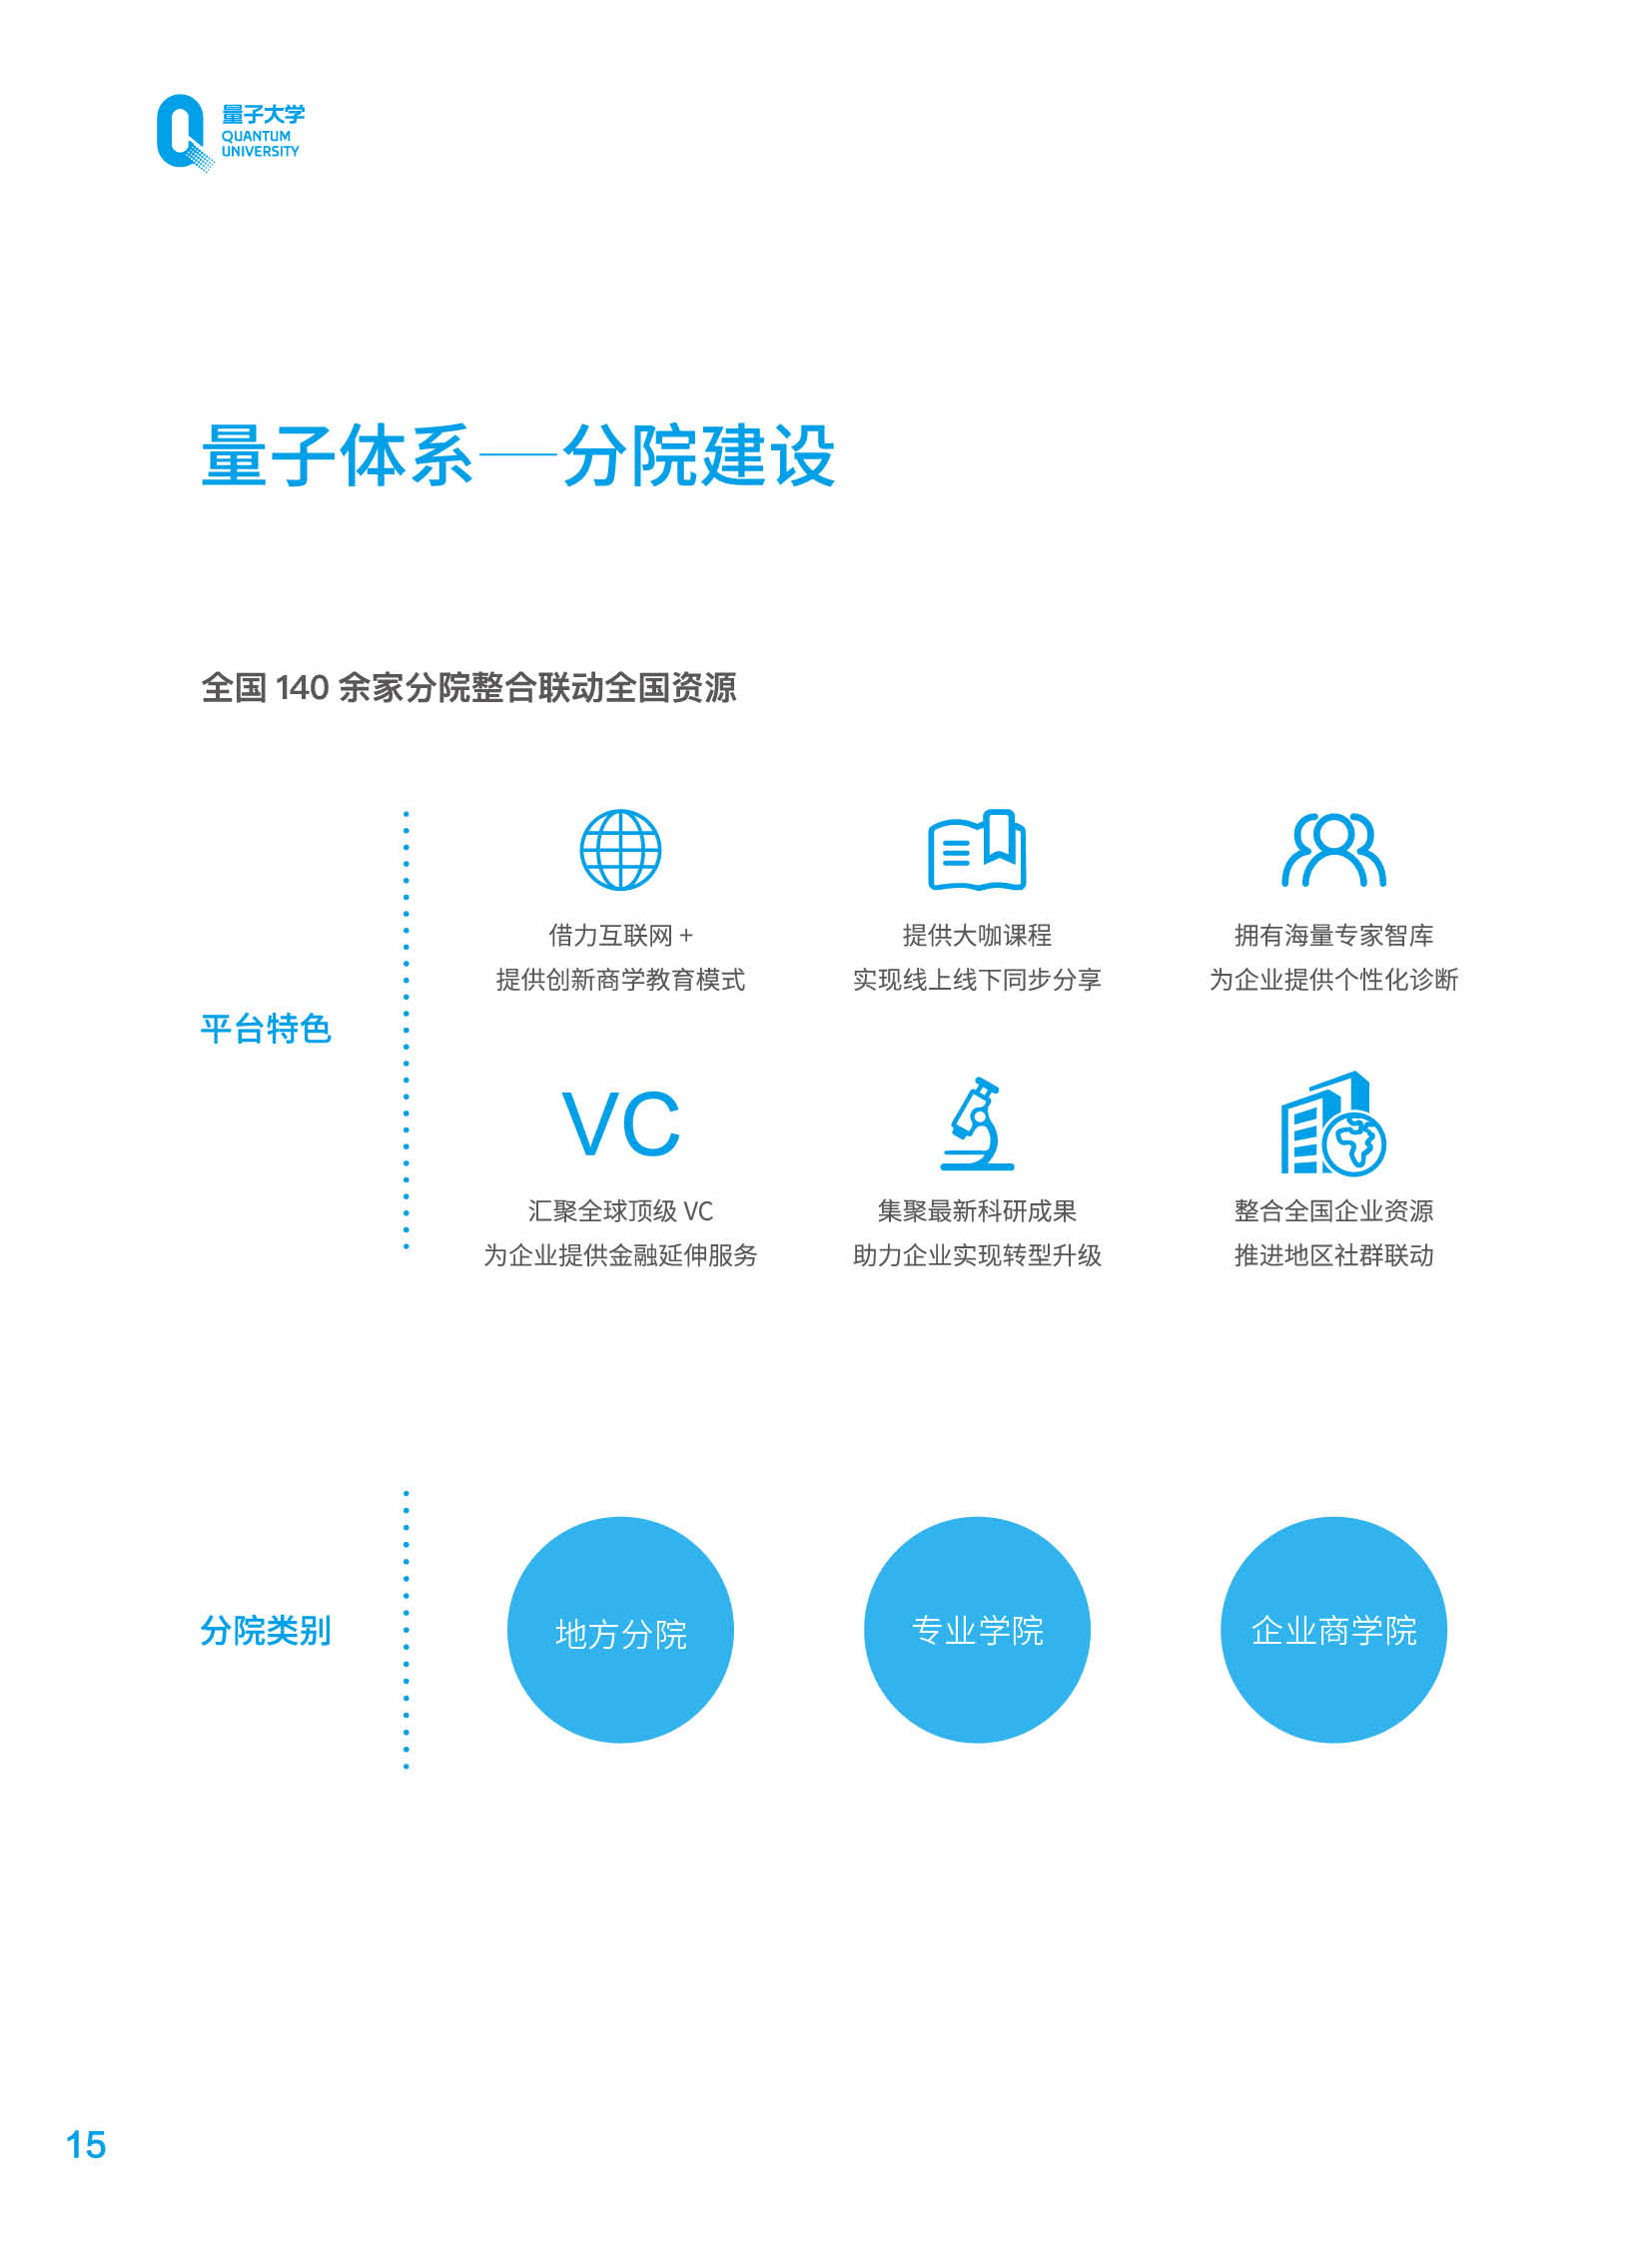 量子大学
QUANTUM
UNIVERSITY
量子体系——分院建设
全国 140 余家分院整合联动全国资源
平台特色
借力互联网 +
提供创新商学教育模式
提供大咖课程
实现线上线下同步分享
拥有海量专家智库
为企业提供个性化诊断
VC
汇聚全球顶级 VC
为企业提供金融延伸服务
集聚最新科研成果
助力企业实现转型升级
整合全国企业资源
推进地区社群联动
分院类别
地方分院
专业学院
企业商学院
15